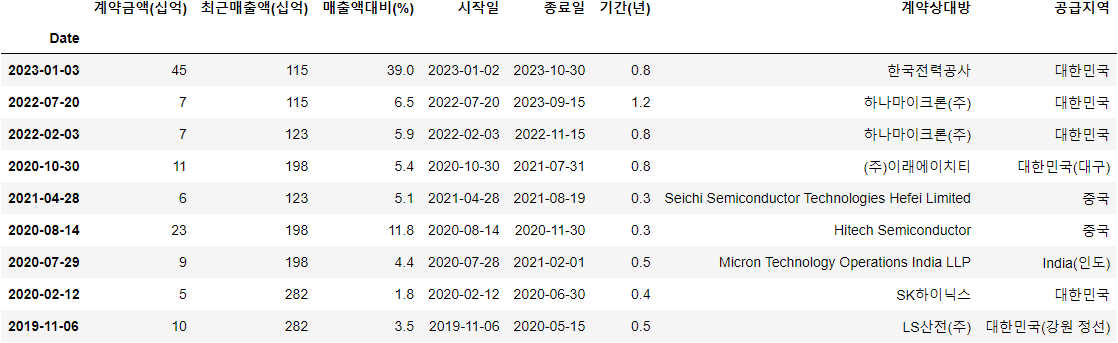 계약금액(십억) 최근매출액(십억) 매출액대비(%) 시작일 종료일 기간(년) 계약상대방 공급지역
Date
2023-01-03 45 115 39.0 2023-01-02 2023-10-30 0.8 한국전력공사 대한민국
2022-07-20 7 115 6.5 2022-07-20 2023-09-15 1.2 하나마이크론(주) 대한민국
2022-02-03 7 123 5.9 2022-02-03 2022-11-15 0.8 하나마이크론(주) 대한민국
2020-10-30 11 198 5.4 2020-10-30 2021-07-31 0.8 (주)이래에이치티 대한민국(대구)
2021-04-28 6 123 5.1 2021-04-28 2021-08-19 0.3 Seichi Semiconductor Technologies Hefei Limited 중국
2020-08-14 23 198 11.8 2020-08-14 2020-11-30 0.3 Hitech Semiconductor 중국
2020-07-29 9 198 4.4 2020-07-28 2021-02-01 0.5 Micron Technology Operations India LLP India(인도)
2020-02-12 5 282 1.8 2020-02-12 2020-06-30 0.4 SK하이닉스 대한민국
2019-11-06 10 282 3.5 2019-11-06 2020-05-15 0.5 LS산전(주) 대한민국(강원 정선)